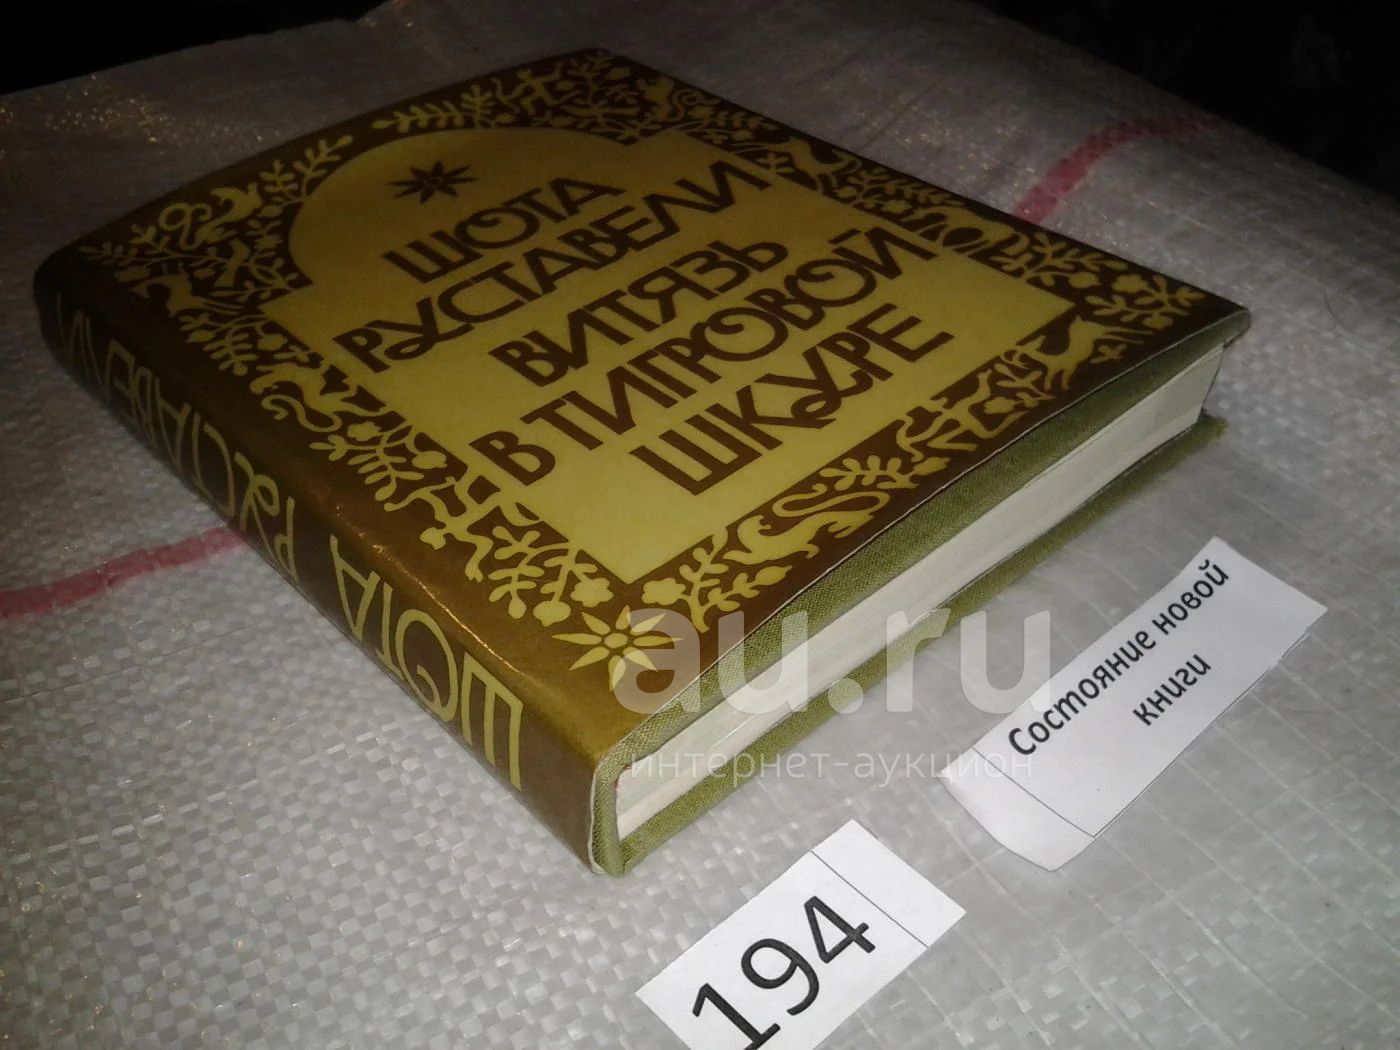 ШОТА
РУСТАВЕЛИ
ВИТЯЗЬ
В ТИГРОВОЙ
ШКУРЕ
ШОТА РУСТАВЕЛИ
au.ru
интернет-аукцион
Состояние новой
книги
194